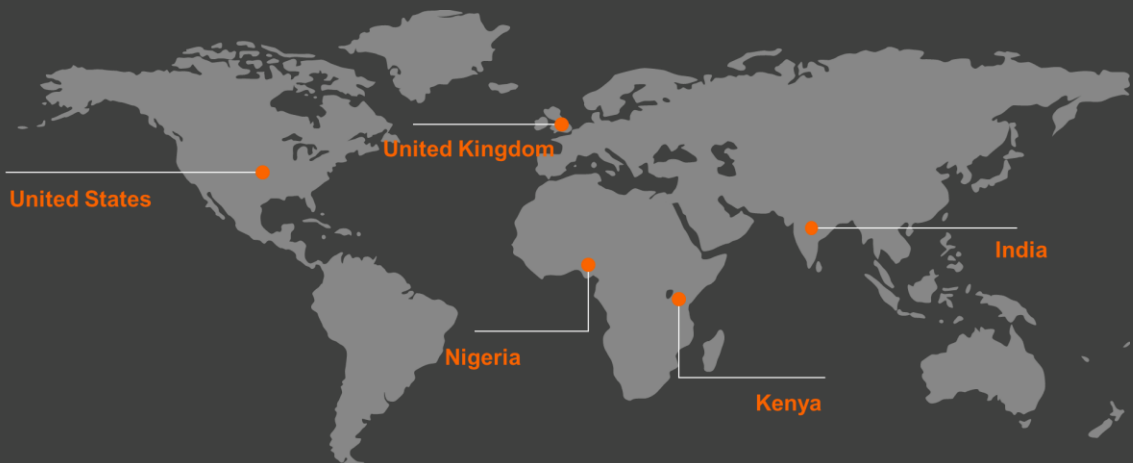 United Kingdom
United States
India
Nigeria
Kenya